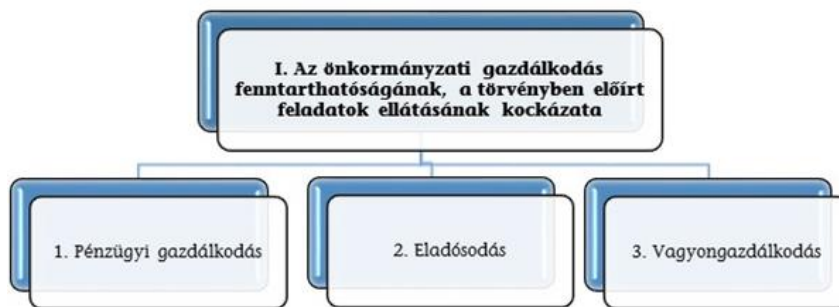 I. Az önkormányzati gazdálkodás
fenntarthatóságának, a törvényben előírt
feladatok ellátásának kockázata
1. Pénzügyi gazdálkodás
2. Eladósodás
3. Vagyongazdálkodás